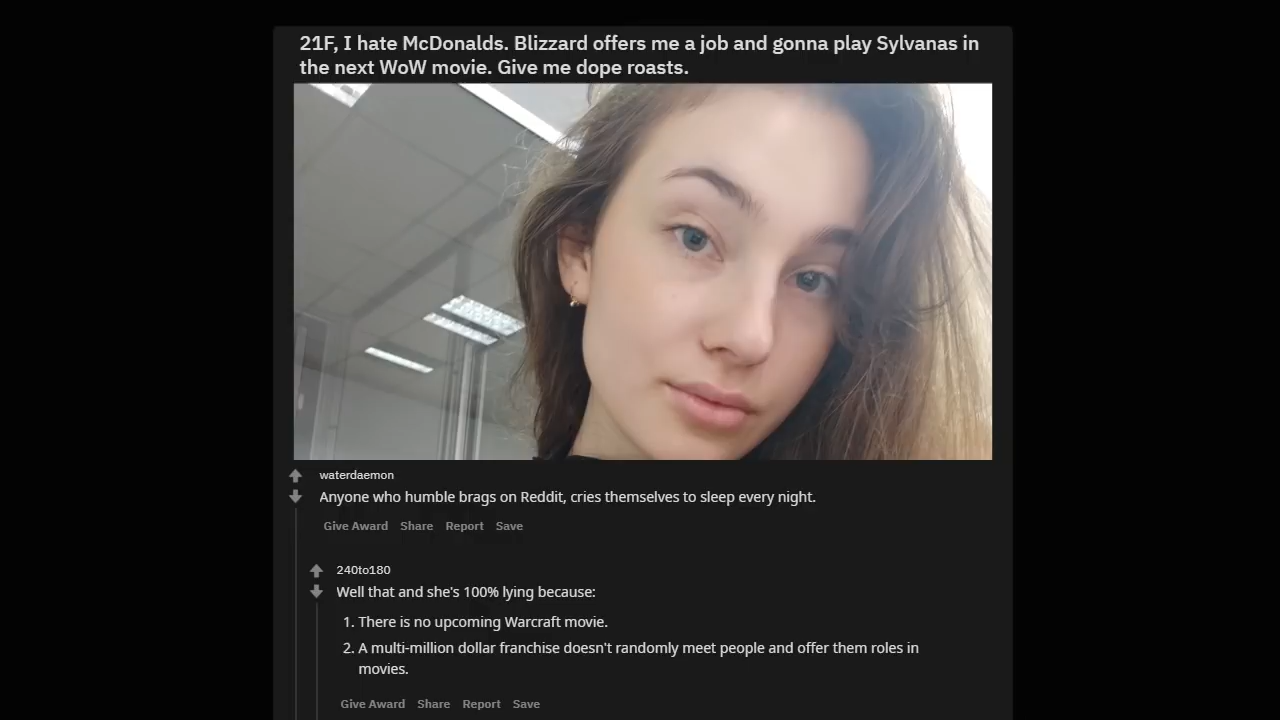 21F, I hate McDonalds. Blizzard offers me a job and gonna play Sylvanas in
the next WoW movie. Give me dope roasts.
waterdaemon
Anyone who humble brags on Reddit, cries themselves to sleep every night.
Give Award Share Report Save
240to180
Well that and she's 100% lying because:
1. There is no upcoming Warcraft movie.
2. A multi-million dollar franchise doesn't randomly meet people and offer them roles in
movies.
Give Award Share Report Save